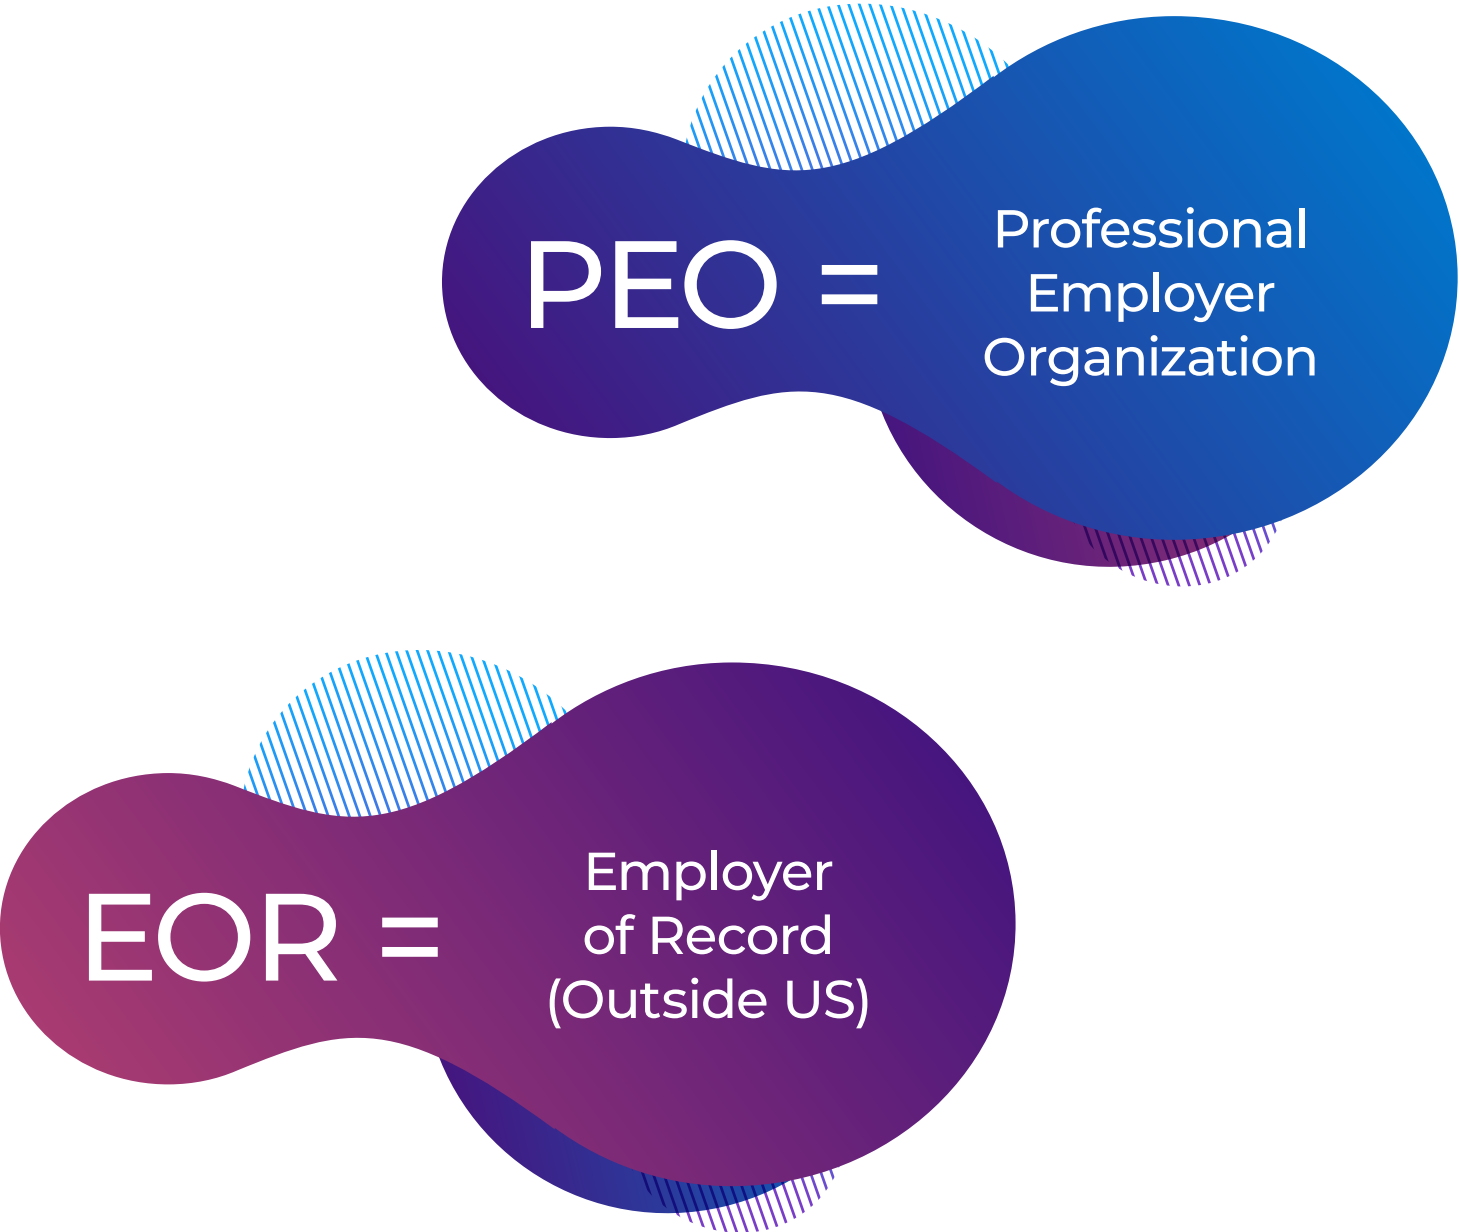 PEO =
Professional
Employer
Organization
EOR =
Employer
of Record
(Outside US)